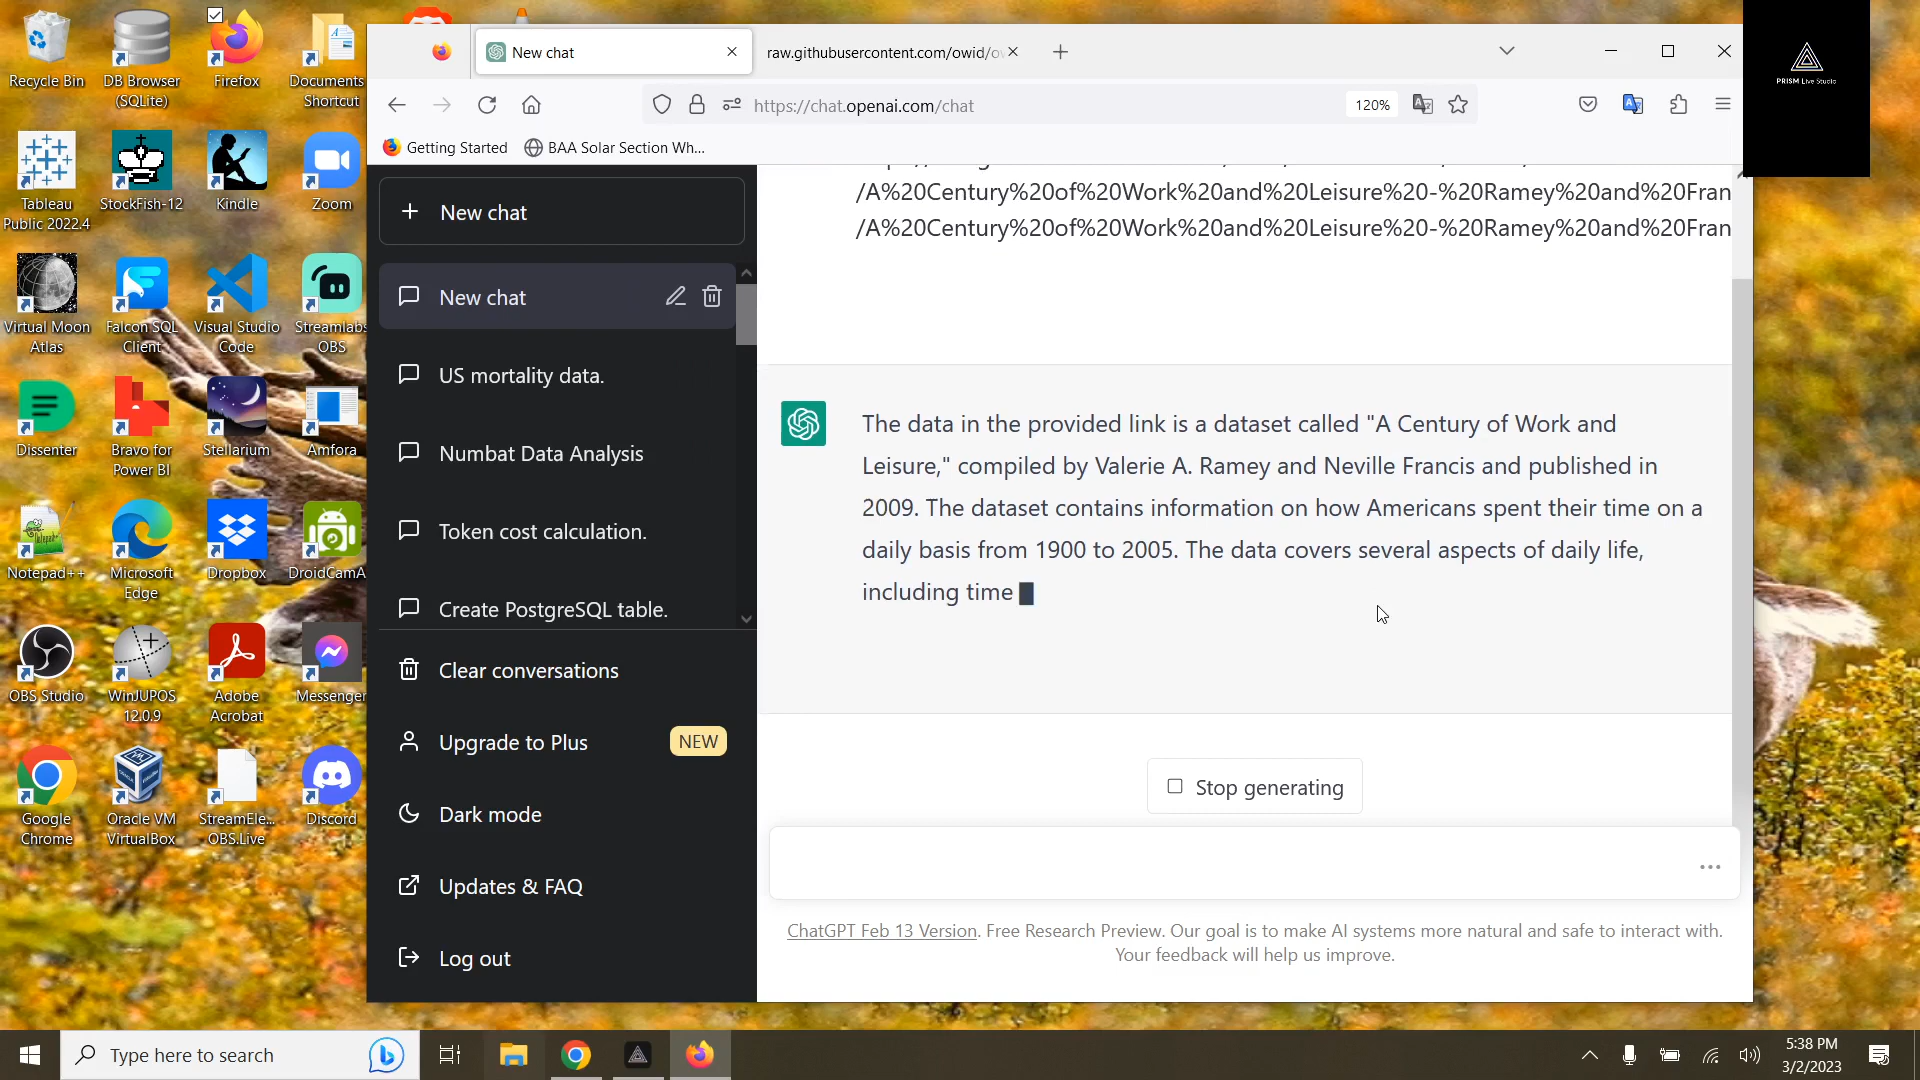 Recycle Bin
DB Browser
(SQLite)
Firefox
Documents
Shortcut
Tableau
Public 2022.4
StockFish-12
Kindle
Zoom
Virtual Moon
Atlas
Falcon SQL
Client
Visual Studio
Code
Streamlabs
OBS
Dissenter
Bravo for
Power BI
Stellarium
Amfora
Notepad++
Microsoft
Edge
Dropbox
DroidCamA
OBS Studio
WinJUPOS
12.0.9
Adobe
Acrobat
Messenger
Google
Chrome
Oracle VM
VirtualBox
StreamEle...
OBS.Live
Discord
New chat
raw.githubusercontent.com/owid/ow
https://chat.openai.com/chat
120%
Getting Started
BAA Solar Section Wh...
New chat
New chat
US mortality data.
Numbat Data Analysis
Token cost calculation.
Create PostgreSQL table.
Clear conversations
Upgrade to Plus
NEW
Dark mode
Updates & FAQ
Log out
/A%20Century%20of%20Work%20and%20Leisure%20-%20Ramey%20and%20Fran
/A%20Century%20of%20Work%20and%20Leisure%20-%20Ramey%20and%20Fran
The data in the provided link is a dataset called "A Century of Work and
Leisure," compiled by Valerie A. Ramey and Neville Francis and published in
2009. The dataset contains information on how Americans spent their time on a
daily basis from 1900 to 2005. The data covers several aspects of daily life,
including time
Stop generating
ChatGPT Feb 13 Version. Free Research Preview. Our goal is to make AI systems more natural and safe to interact with.
Your feedback will help us improve.
PRISM Live Studio
Type here to search
5:38 PM
3/2/2023